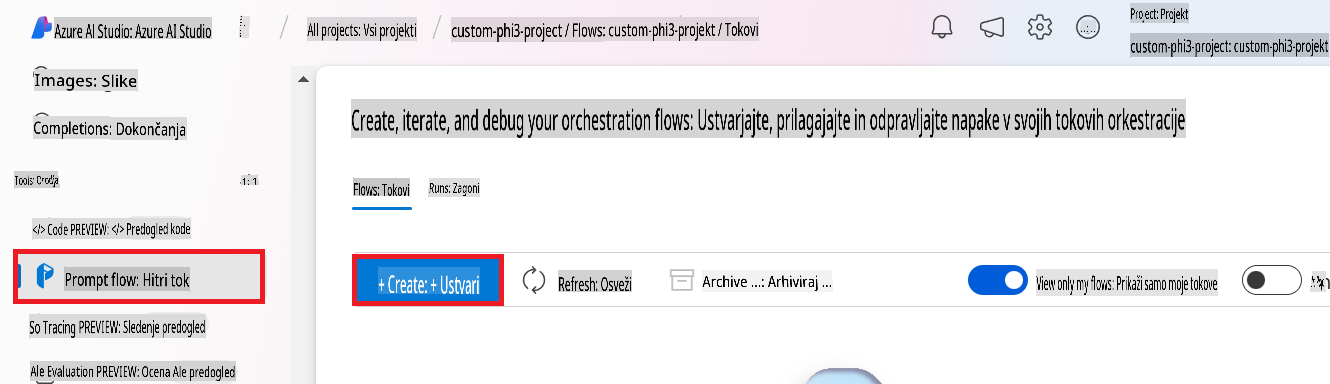 Azure AI Studio: Azure AI Studio / All projects: Vsi projekti / custom-phi3-project / Flows: custom-phi3-projekt / Tokovi
Project: Projekt
custom-phi3-project: custom-phi3-projekt
Images: Slike
Completions: Dokončanja
Tools: Orodja
1: 1
</> Code PREVIEW: </> Predogled kode
Prompt flow: Hitri tok
So Tracing PREVIEW: Sledenje predogled
Ale Evaluation PREVIEW: Ocena Ale predogled
Create, iterate, and debug your orchestration flows: Ustvarjajte, prilagajajte in odpravljajte napake v svojih tokovih orkestracije
Flows: Tokovi
Runs: Zagoni
+ Create: + Ustvari
Refresh: Osveži
Archive ...: Arhiviraj ...
View only my flows: Prikaži samo moje tokove